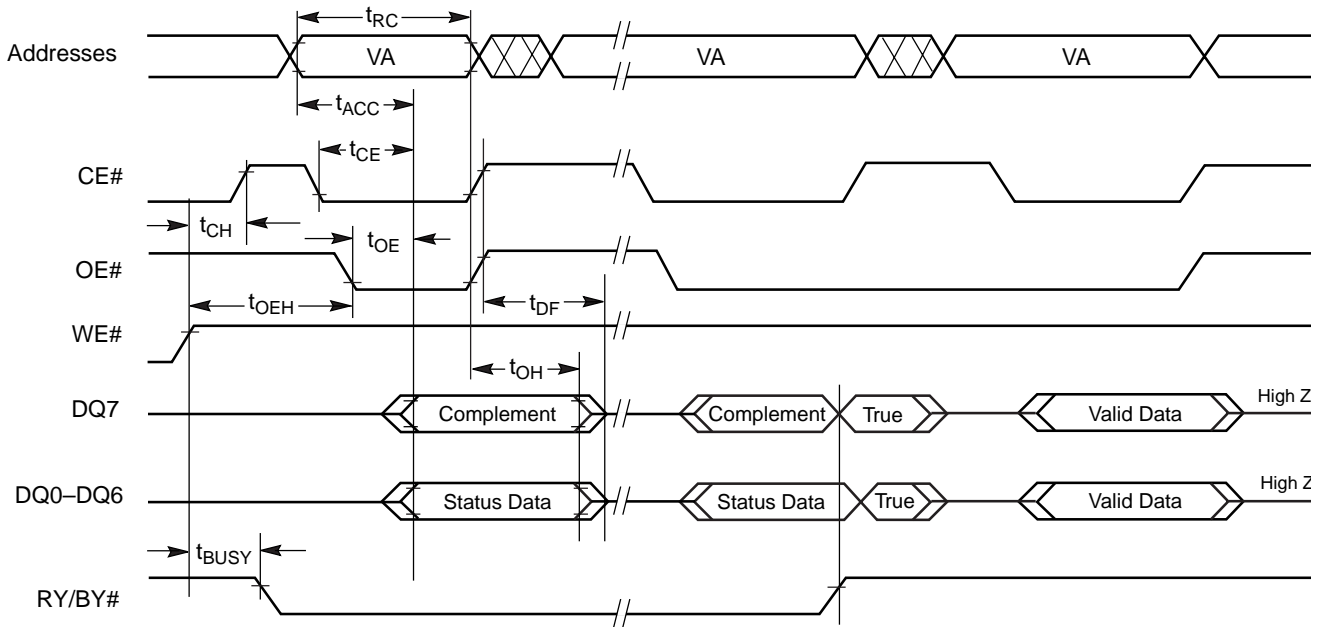 tRC
Addresses VA VA VA
tACC
tCE
CE#
tCH tOE
OE#
tOEH tDF
WE#
tOH
DQ7 Complement Complement True Valid Data High Z
DQ0–DQ6 Status Data Status Data True Valid Data High Z
tBUSY
RY/BY#